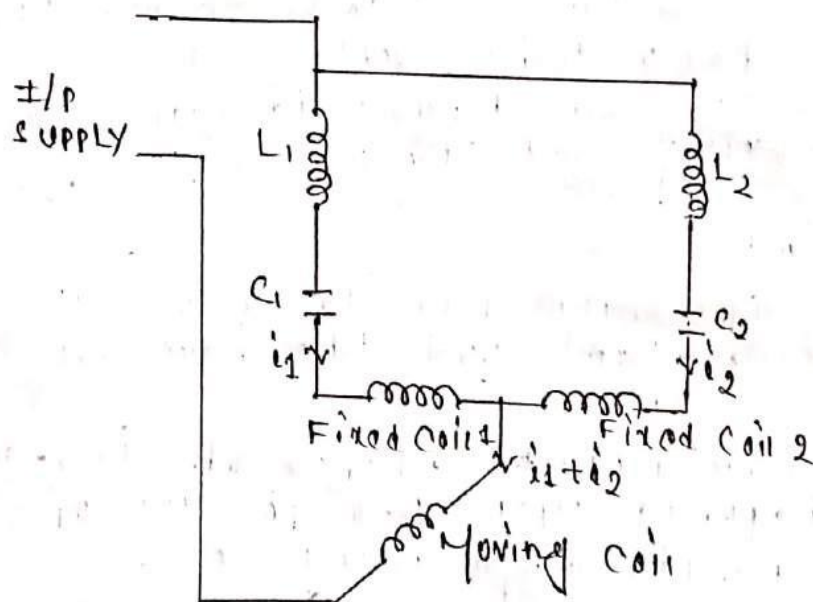 I/P
SUPPLY
L1
L2
C1
C2
i1
i2
Fixed Coil 1
Fixed Coil 2
i1 + i2
Moving Coil